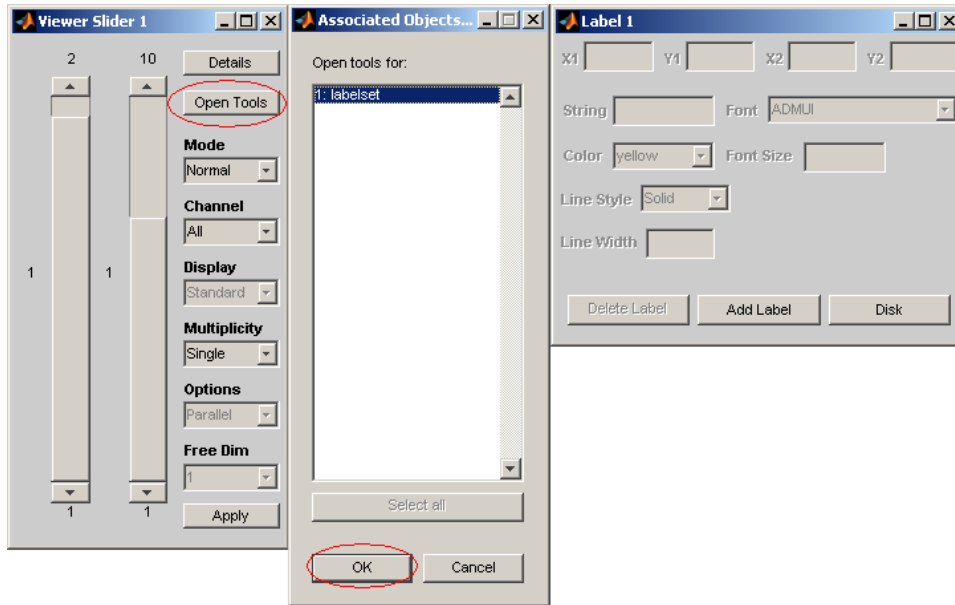 Viewer Slider 1
2 10
Details
Open Tools
Mode
Normal
Channel
All
Display
Standard
1 1
Multiplicity
Single
Options
Parallel
Free Dim
1
1 1
Apply
Associated Objects...
Open tools for:
1: labelset
Select all
OK Cancel
Label 1
X1 Y1 X2 Y2
String Font ADMUI
Color yellow Font Size
Line Style Solid
Line Width
Delete Label Add Label Disk